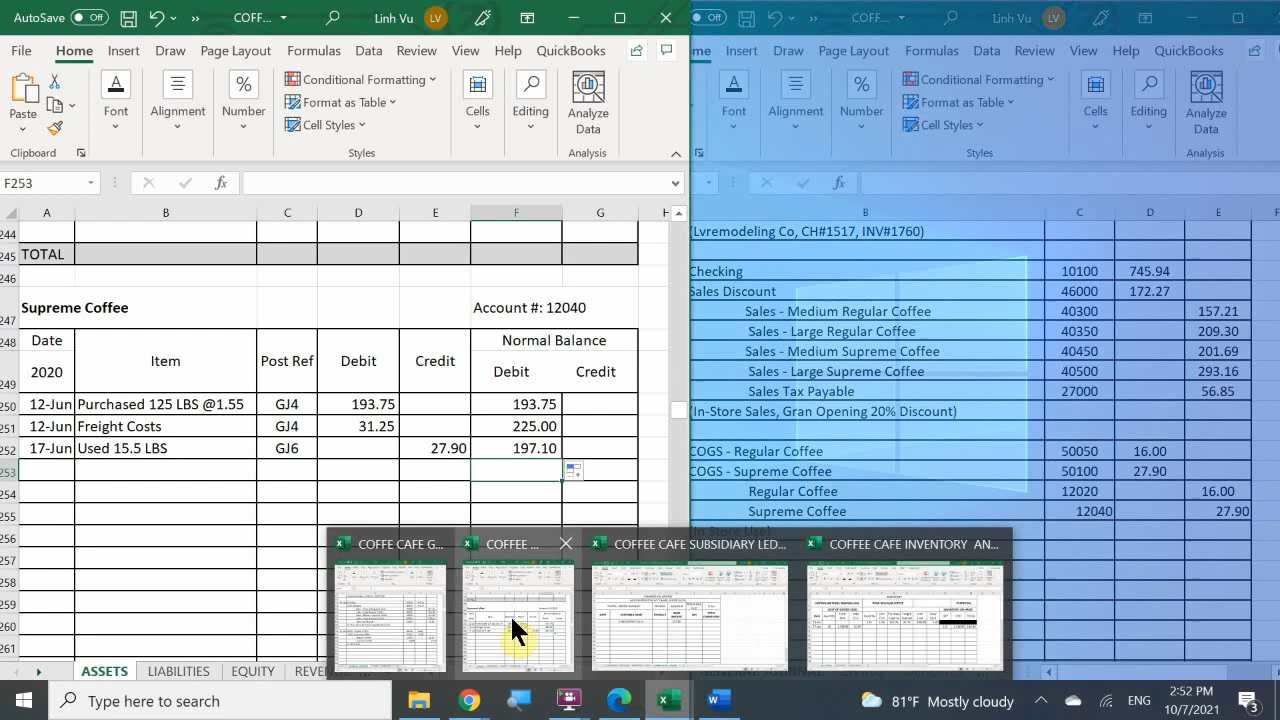 AutoSave Off COFF... Linh Vu LV
File Home Insert Draw Page Layout Formulas Data Review View Help QuickBooks
Paste Font Alignment Number Conditional Formatting Format as Table Cell Styles Cells Editing Analyze Data
Clipboard Styles Analysis
F253 fx
A B C D E F G H
244
245 TOTAL
246
247 Supreme Coffee Account #: 12040
248 Date Item Post Ref Debit Credit Normal Balance
249 2020 Debit Credit
250 12-Jun Purchased 125 LBS @1.55 GJ4 193.75 193.75
251 12-Jun Freight Costs GJ4 31.25 225.00
252 17-Jun Used 15.5 LBS GJ6 27.90 197.10
253
254
255
256
257
258
259
260
261
ASSETS LIABILITIES EQUITY REVE
Off COFF... Linh Vu LV
me Insert Draw Page Layout Formulas Data Review View Help QuickBooks
Font Alignment Number Conditional Formatting Format as Table Cell Styles Cells Editing Analyze Data
Styles Analysis
fx
B C D E F
(Lvremodeling Co, CH#1517, INV#1760)
Checking 10100 745.94
Sales Discount 46000 172.27
Sales - Medium Regular Coffee 40300 157.21
Sales - Large Regular Coffee 40350 209.30
Sales - Medium Supreme Coffee 40450 201.69
Sales - Large Supreme Coffee 40500 293.16
Sales Tax Payable 27000 56.85
(In-Store Sales, Gran Opening 20% Discount)
COGS - Regular Coffee 50050 16.00
COGS - Supreme Coffee 50100 27.90
Regular Coffee 12020 16.00
Supreme Coffee 12040 27.90
(In Store Use)
COFFE CAFE G... COFFEE ... COFFEE CAFE SUBSIDIARY LED... COFFEE CAFE INVENTORY AN...
Type here to search 81°F Mostly cloudy ENG 2:52 PM
10/7/2021 3